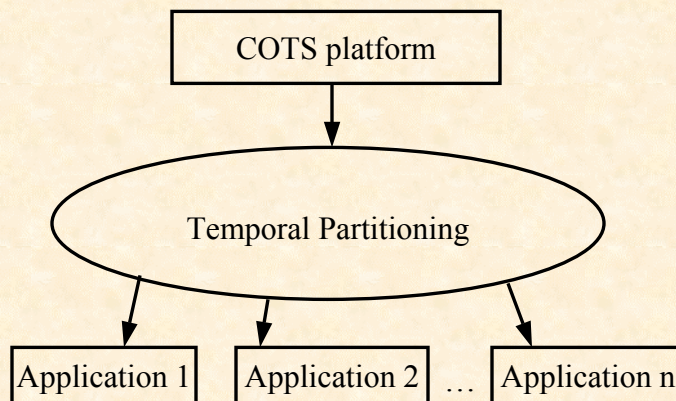 COTS platform
Temporal Partitioning
Application 1
Application 2
...
Application n